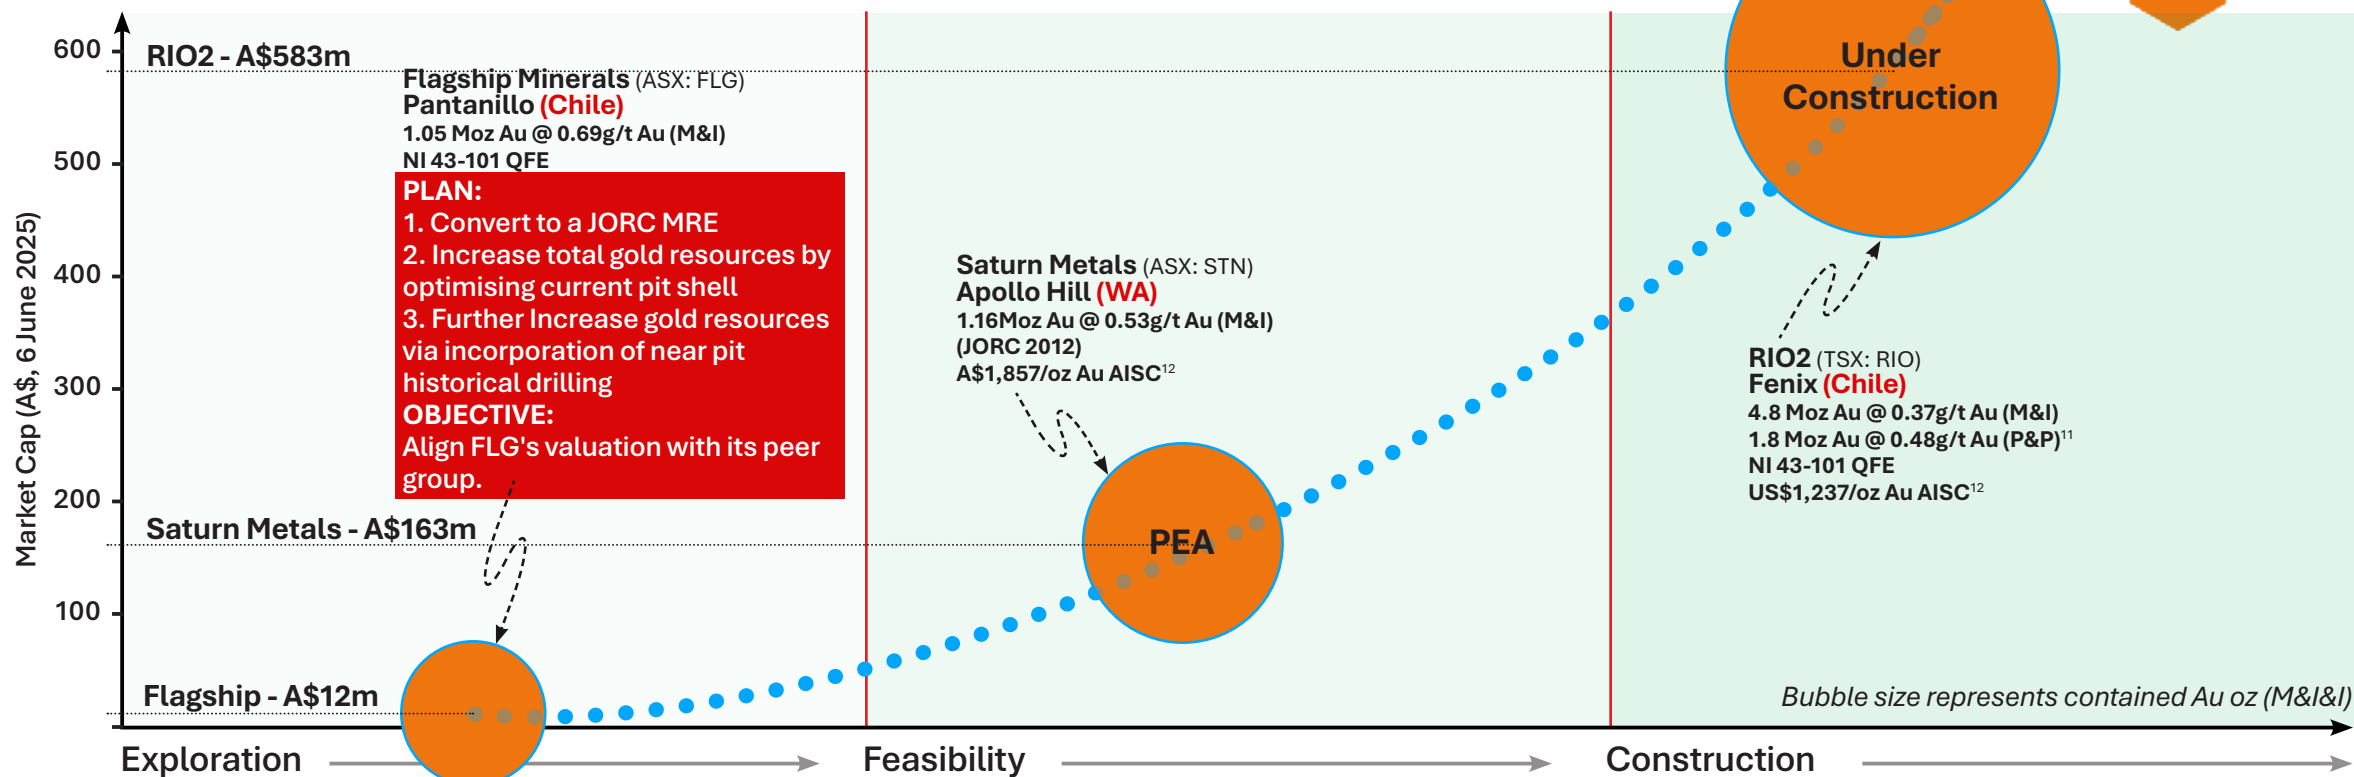 Market Cap (A$, 6 June 2025)
600
500
400
300
200
100
RIO2 - A$583m
Saturn Metals - A$163m
Flagship - A$12m
Flagship Minerals (ASX: FLG)
Pantanillo (Chile)
1.05 Moz Au @ 0.69g/t Au (M&I)
NI 43-101 QFE
PLAN:
1. Convert to a JORC MRE
2. Increase total gold resources by
optimising current pit shell
3. Further Increase gold resources
via incorporation of near pit
historical drilling
OBJECTIVE:
Align FLG's valuation with its peer
group.
Saturn Metals (ASX: STN)
Apollo Hill (WA)
1.16Moz Au @ 0.53g/t Au (M&I)
(JORC 2012)
A$1,857/oz Au AISC12
PEA
Under
Construction
RIO2 (TSX: RIO)
Fenix (Chile)
4.8 Moz Au @ 0.37g/t Au (M&I)
1.8 Moz Au @ 0.48g/t Au (P&P)11
NI 43-101 QFE
US$1,237/oz Au AISC12
Bubble size represents contained Au oz (M&I&I)
Exploration
Feasibility
Construction